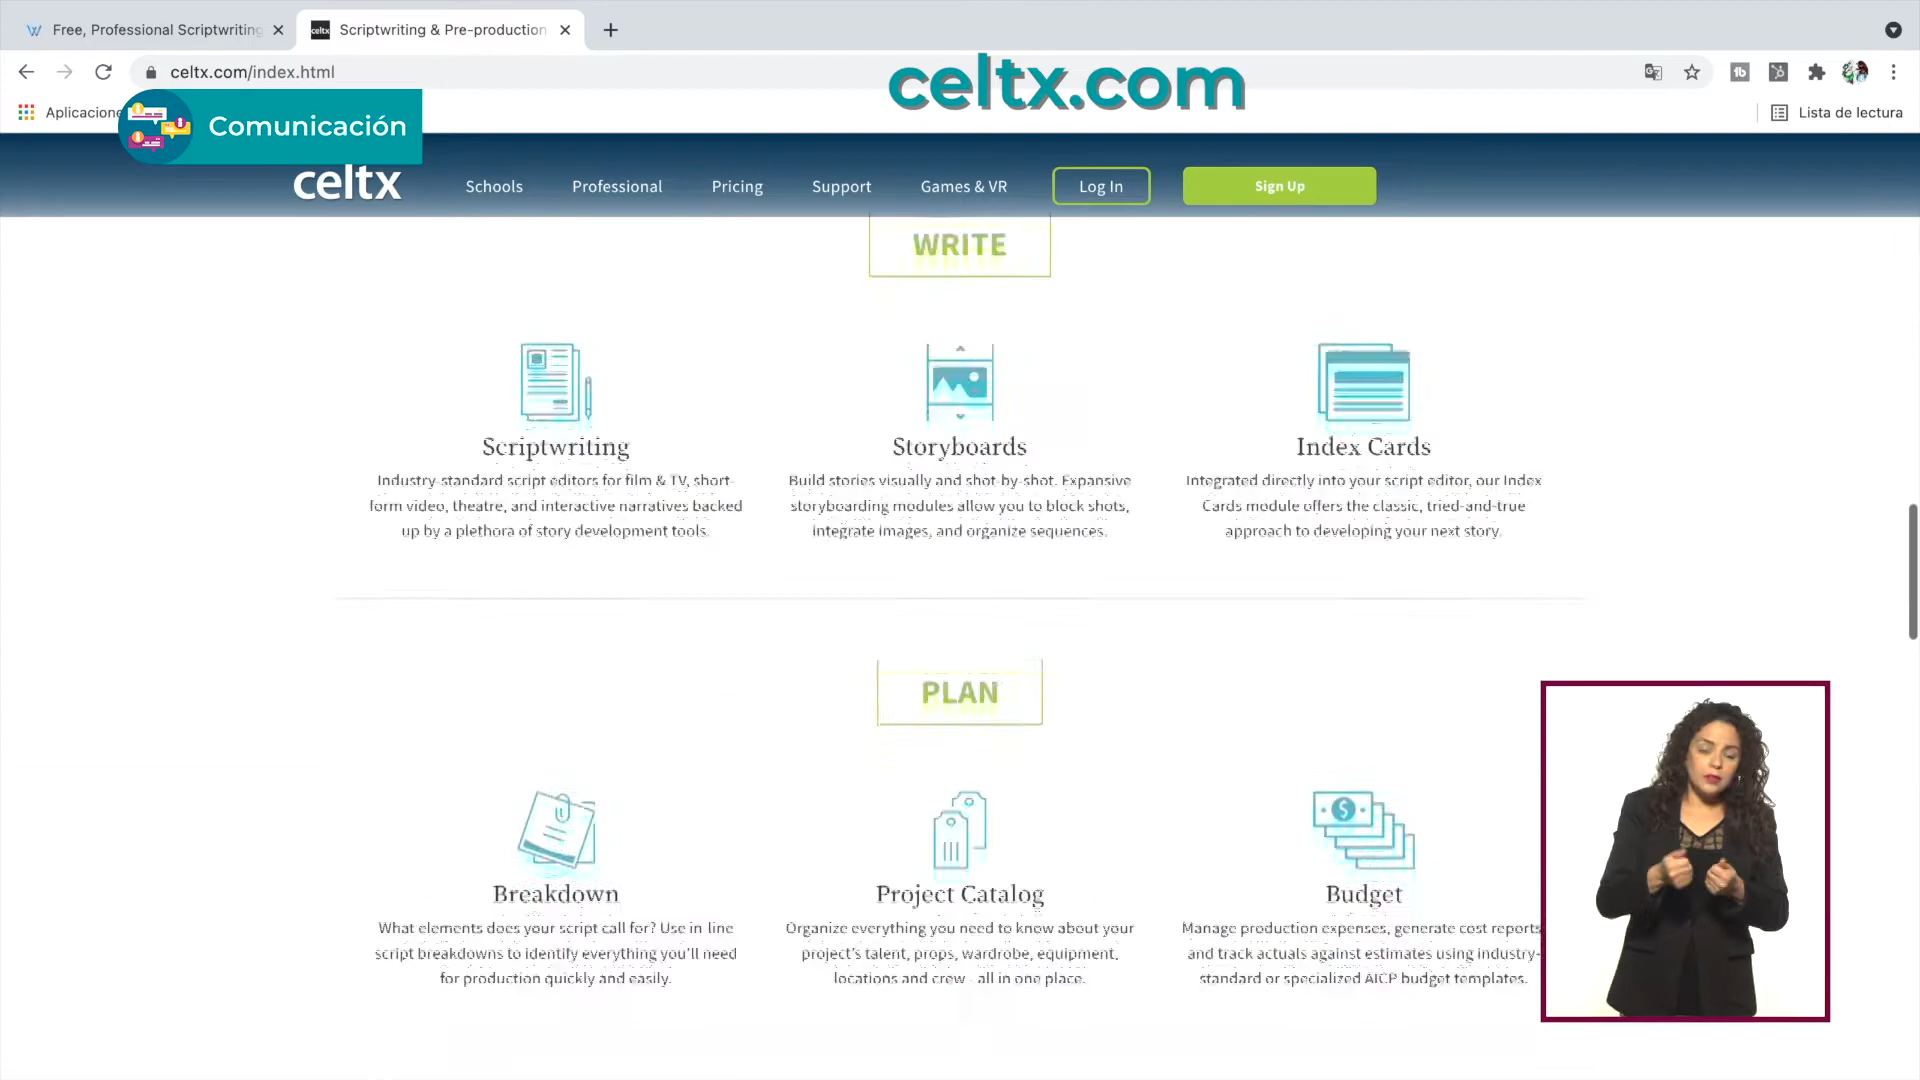 Free, Professional Scriptwriting
celtx
Scriptwriting & Pre-production
celtx.com/index.html
celtx.com
Aplicacione
Lista de lectura
Comunicación
celtx
Schools
Professional
Pricing
Support
Games & VR
Log In
Sign Up
WRITE
Scriptwriting
Industry-standard script editors for film & TV, short-
form video, theatre, and interactive narratives backed
up by a plethora of story development tools.
Storyboards
Build stories visually and shot-by-shot. Expansive
storyboarding modules allow you to block shots,
integrate images, and organize sequences.
Index Cards
Integrated directly into your script editor, our Index
Cards module offers the classic, tried-and-true
approach to developing your next story.
PLAN
Breakdown
What elements does your script call for? Use in-line
script breakdowns to identify everything you'll need
for production quickly and easily.
Project Catalog
Organize everything you need to know about your
project's talent, props, wardrobe, equipment,
locations and crew - all in one place.
Budget
Manage production expenses, generate cost reports
and track actuals against estimates using industry-
standard or specialized AICP budget templates.